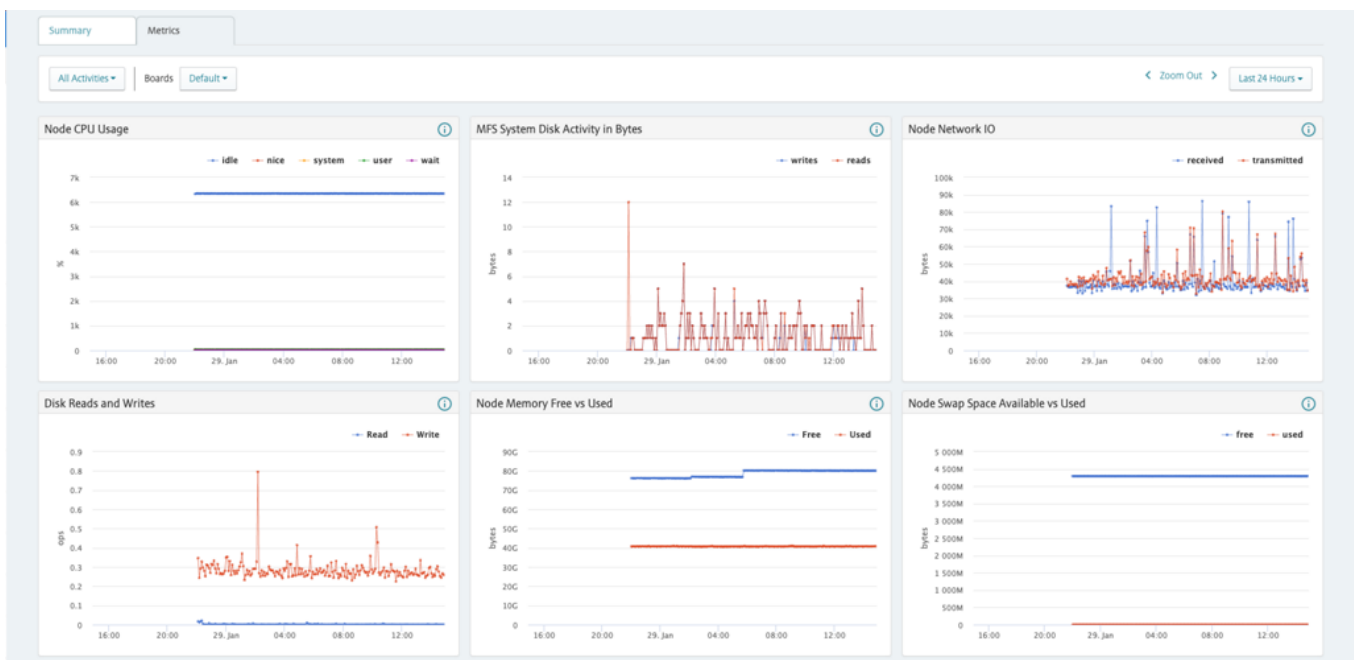 Summary Metrics
All Activities Boards Default < Zoom Out > Last 24 Hours
Node CPU Usage
idle nice system user wait
7k
6k
5k
4k
3k
2k
1k
0
%
16:00 20:00 29. Jan 04:00 08:00 12:00
MFS System Disk Activity in Bytes
writes reads
14
12
10
8
6
4
2
0
bytes
16:00 20:00 29. Jan 04:00 08:00 12:00
Node Network IO
received transmitted
100k
90k
80k
70k
60k
50k
40k
30k
20k
10k
0
bytes
16:00 20:00 29. Jan 04:00 08:00 12:00
Disk Reads and Writes
Read Write
0.9
0.8
0.7
0.6
0.5
0.4
0.3
0.2
0.1
0
ops
16:00 20:00 29. Jan 04:00 08:00 12:00
Node Memory Free vs Used
Free Used
90G
80G
70G
60G
50G
40G
30G
20G
10G
0
bytes
16:00 20:00 29. Jan 04:00 08:00 12:00
Node Swap Space Available vs Used
free used
5 000M
4 500M
4 000M
3 500M
3 000M
2 500M
2 000M
1 500M
1 000M
500M
0
bytes
16:00 20:00 29. Jan 04:00 08:00 12:00